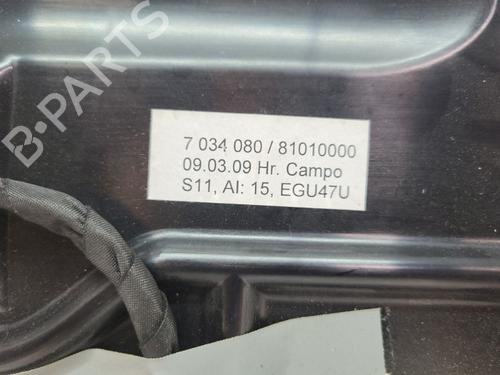 B-PARTS
7 034 080 / 81010000
09.03.09 Hr. Campo
S11, AI: 15, EGU47U